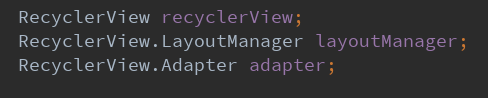 RecyclerView recyclerView;
RecyclerView.LayoutManager layoutManager;
RecyclerView.Adapter adapter;